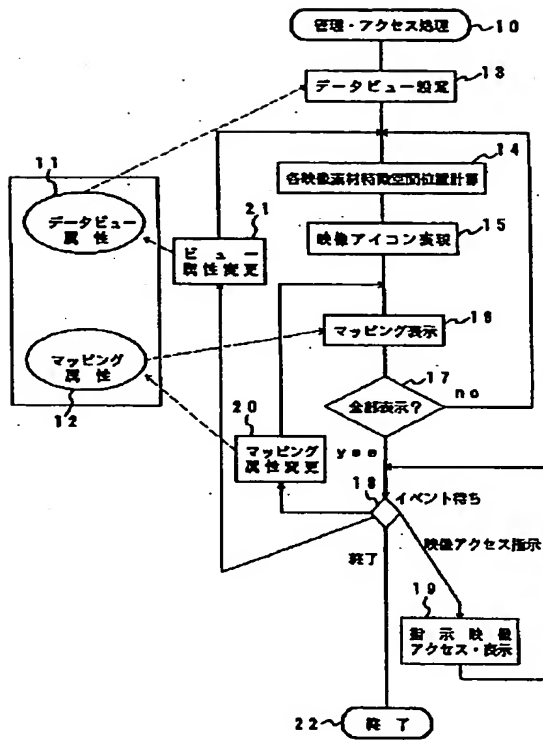 管理・アクセス処理
10
13
データビュー設定
14
各映像素材特徴空間位置計算
11
データビュー
属性
21
ビュー
属性変更
15
映像アイコン表現
16
マッピング表示
マッピング
属性
12
17
全部表示?
no
yes
20
マッピング
属性変更
18
イベント待ち
映像アクセス指示
終了
19
指示映像
アクセス・表示
22
終了